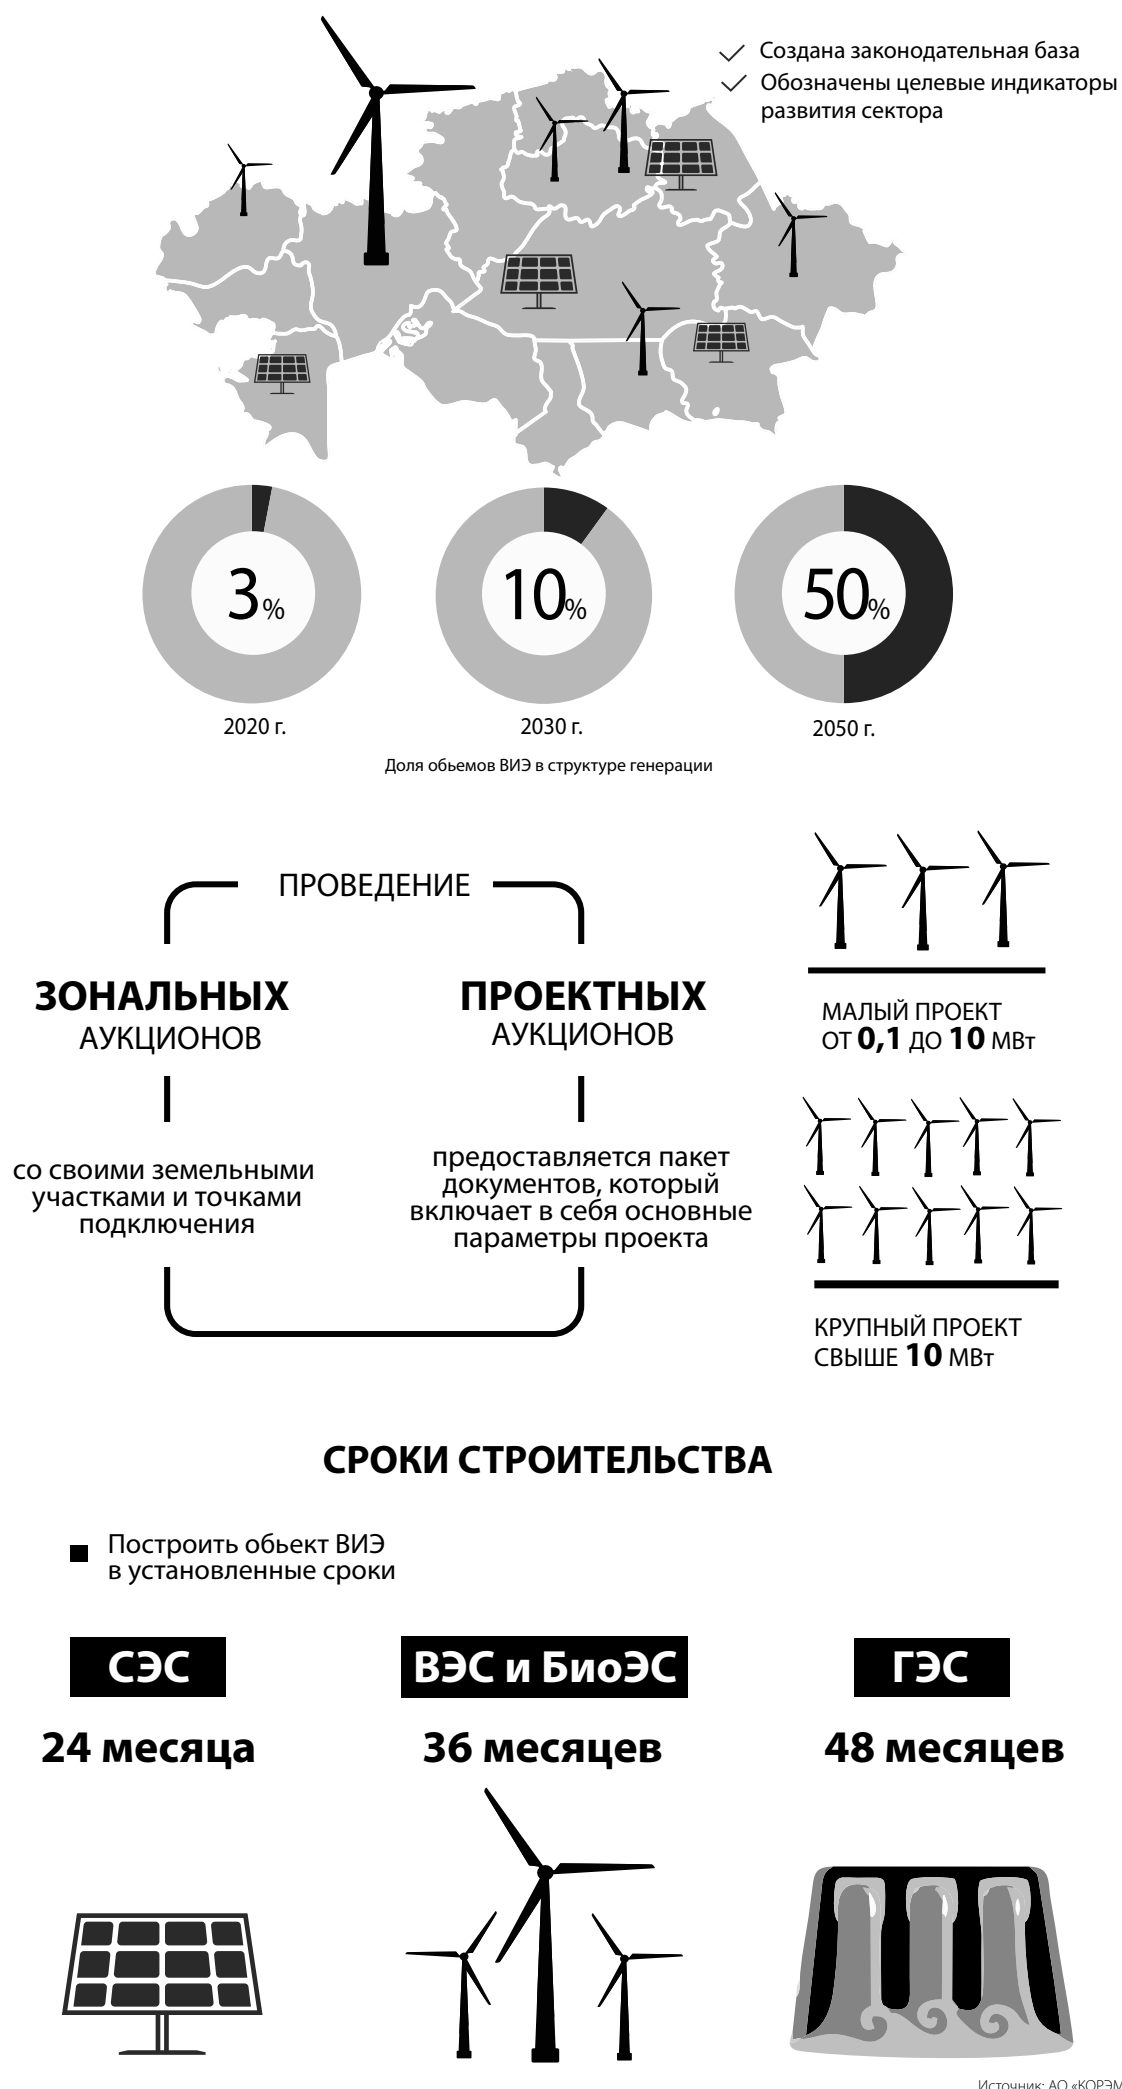 Создана законодательная база
Обозначены целевые индикаторы
развития сектора
3%
10%
50%
2020 г.
2030 г.
2050 г.
Доля обьемов ВИЭ в структуре генерации
ПРОВЕДЕНИЕ
ЗОНАЛЬНЫХ
АУКЦИОНОВ
со своими земельными
участками и точками
подключения
ПРОЕКТНЫХ
АУКЦИОНОВ
предоставляется пакет
документов, который
включает в себя основные
параметры проекта
МАЛЫЙ ПРОЕКТ
ОТ 0,1 ДО 10 МВт
КРУПНЫЙ ПРОЕКТ
СВЫШЕ 10 МВт
СРОКИ СТРОИТЕЛЬСТВА
Построить обьект ВИЭ
в установленные сроки
СЭС
24 месяца
ВЭС и БиоЭС
36 месяцев
ГЭС
48 месяцев
Источник: АО «КОРЭМ